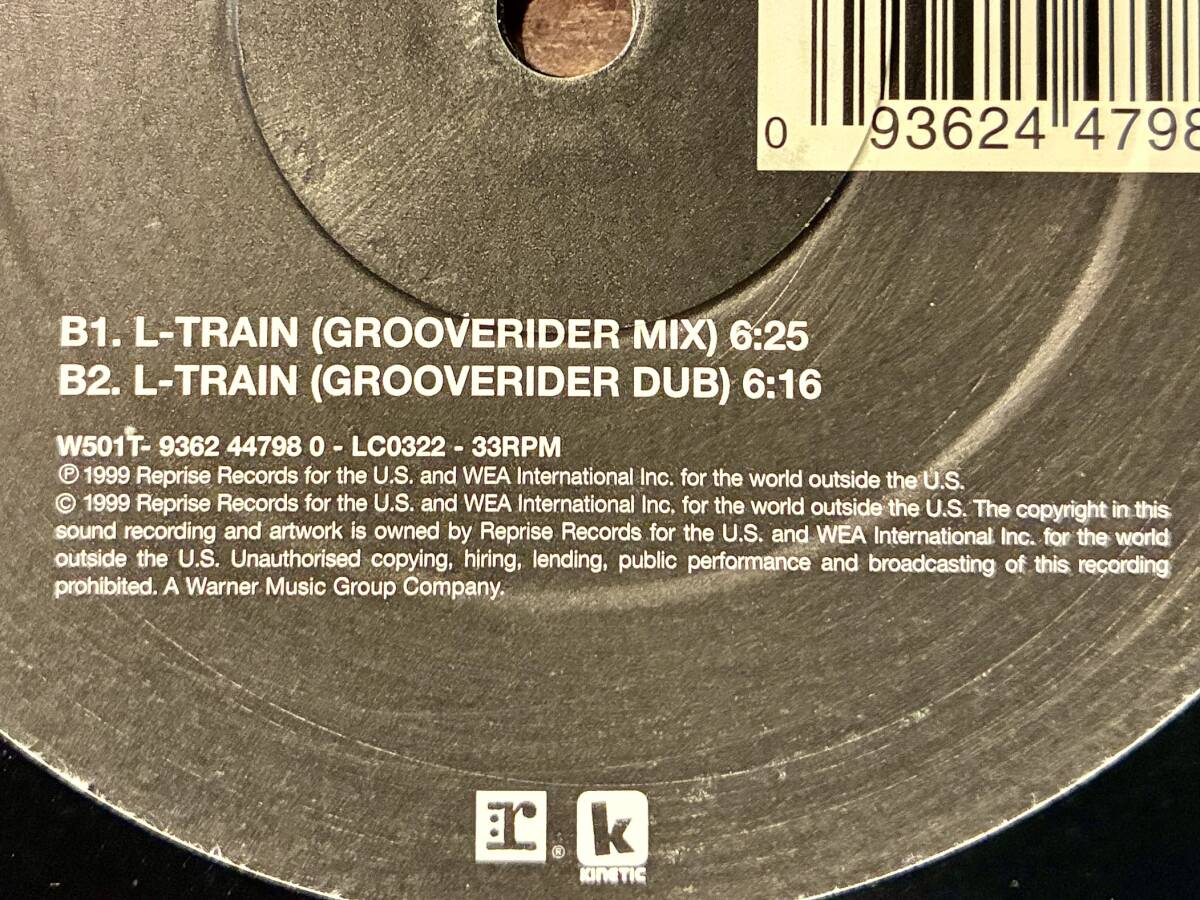 0 93624 4798
B1. L-TRAIN (GROOVERIDER MIX) 6:25
B2. L-TRAIN (GROOVERIDER DUB) 6:16
W501T- 9362 44798 0 - LC0322 - 33RPM
℗ 1999 Reprise Records for the U.S. and WEA International Inc. for the world outside the U.S.
© 1999 Reprise Records for the U.S. and WEA International Inc. for the world outside the U.S. The copyright in this
sound recording and artwork is owned by Reprise Records for the U.S. and WEA International Inc. for the world
outside the U.S. Unauthorised copying, hiring, lending, public performance and broadcasting of this recording
prohibited. A Warner Music Group Company.
r ® k
KINETIC